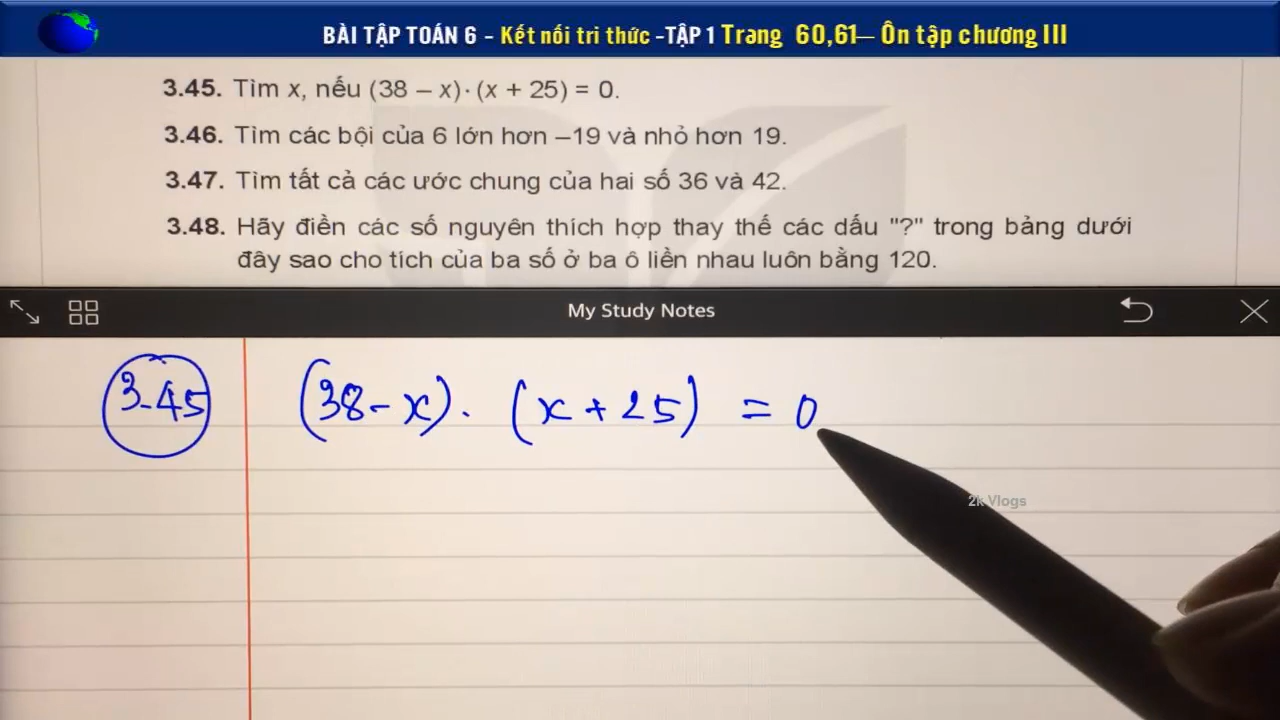 BÀI TẬP TOÁN 6 - Kết nối tri thức -TẬP 1 Trang 60,61– Ôn tập chương III
3.45. Tìm x, nếu (38 – x)·(x + 25) = 0.
3.46. Tìm các bội của 6 lớn hơn –19 và nhỏ hơn 19.
3.47. Tìm tất cả các ước chung của hai số 36 và 42.
3.48. Hãy điền các số nguyên thích hợp thay thế các dấu "?" trong bảng dưới
đây sao cho tích của ba số ở ba ô liền nhau luôn bằng 120.
My Study Notes
3.45 (38 - x) . (x + 25) = 0
2k Vlogs